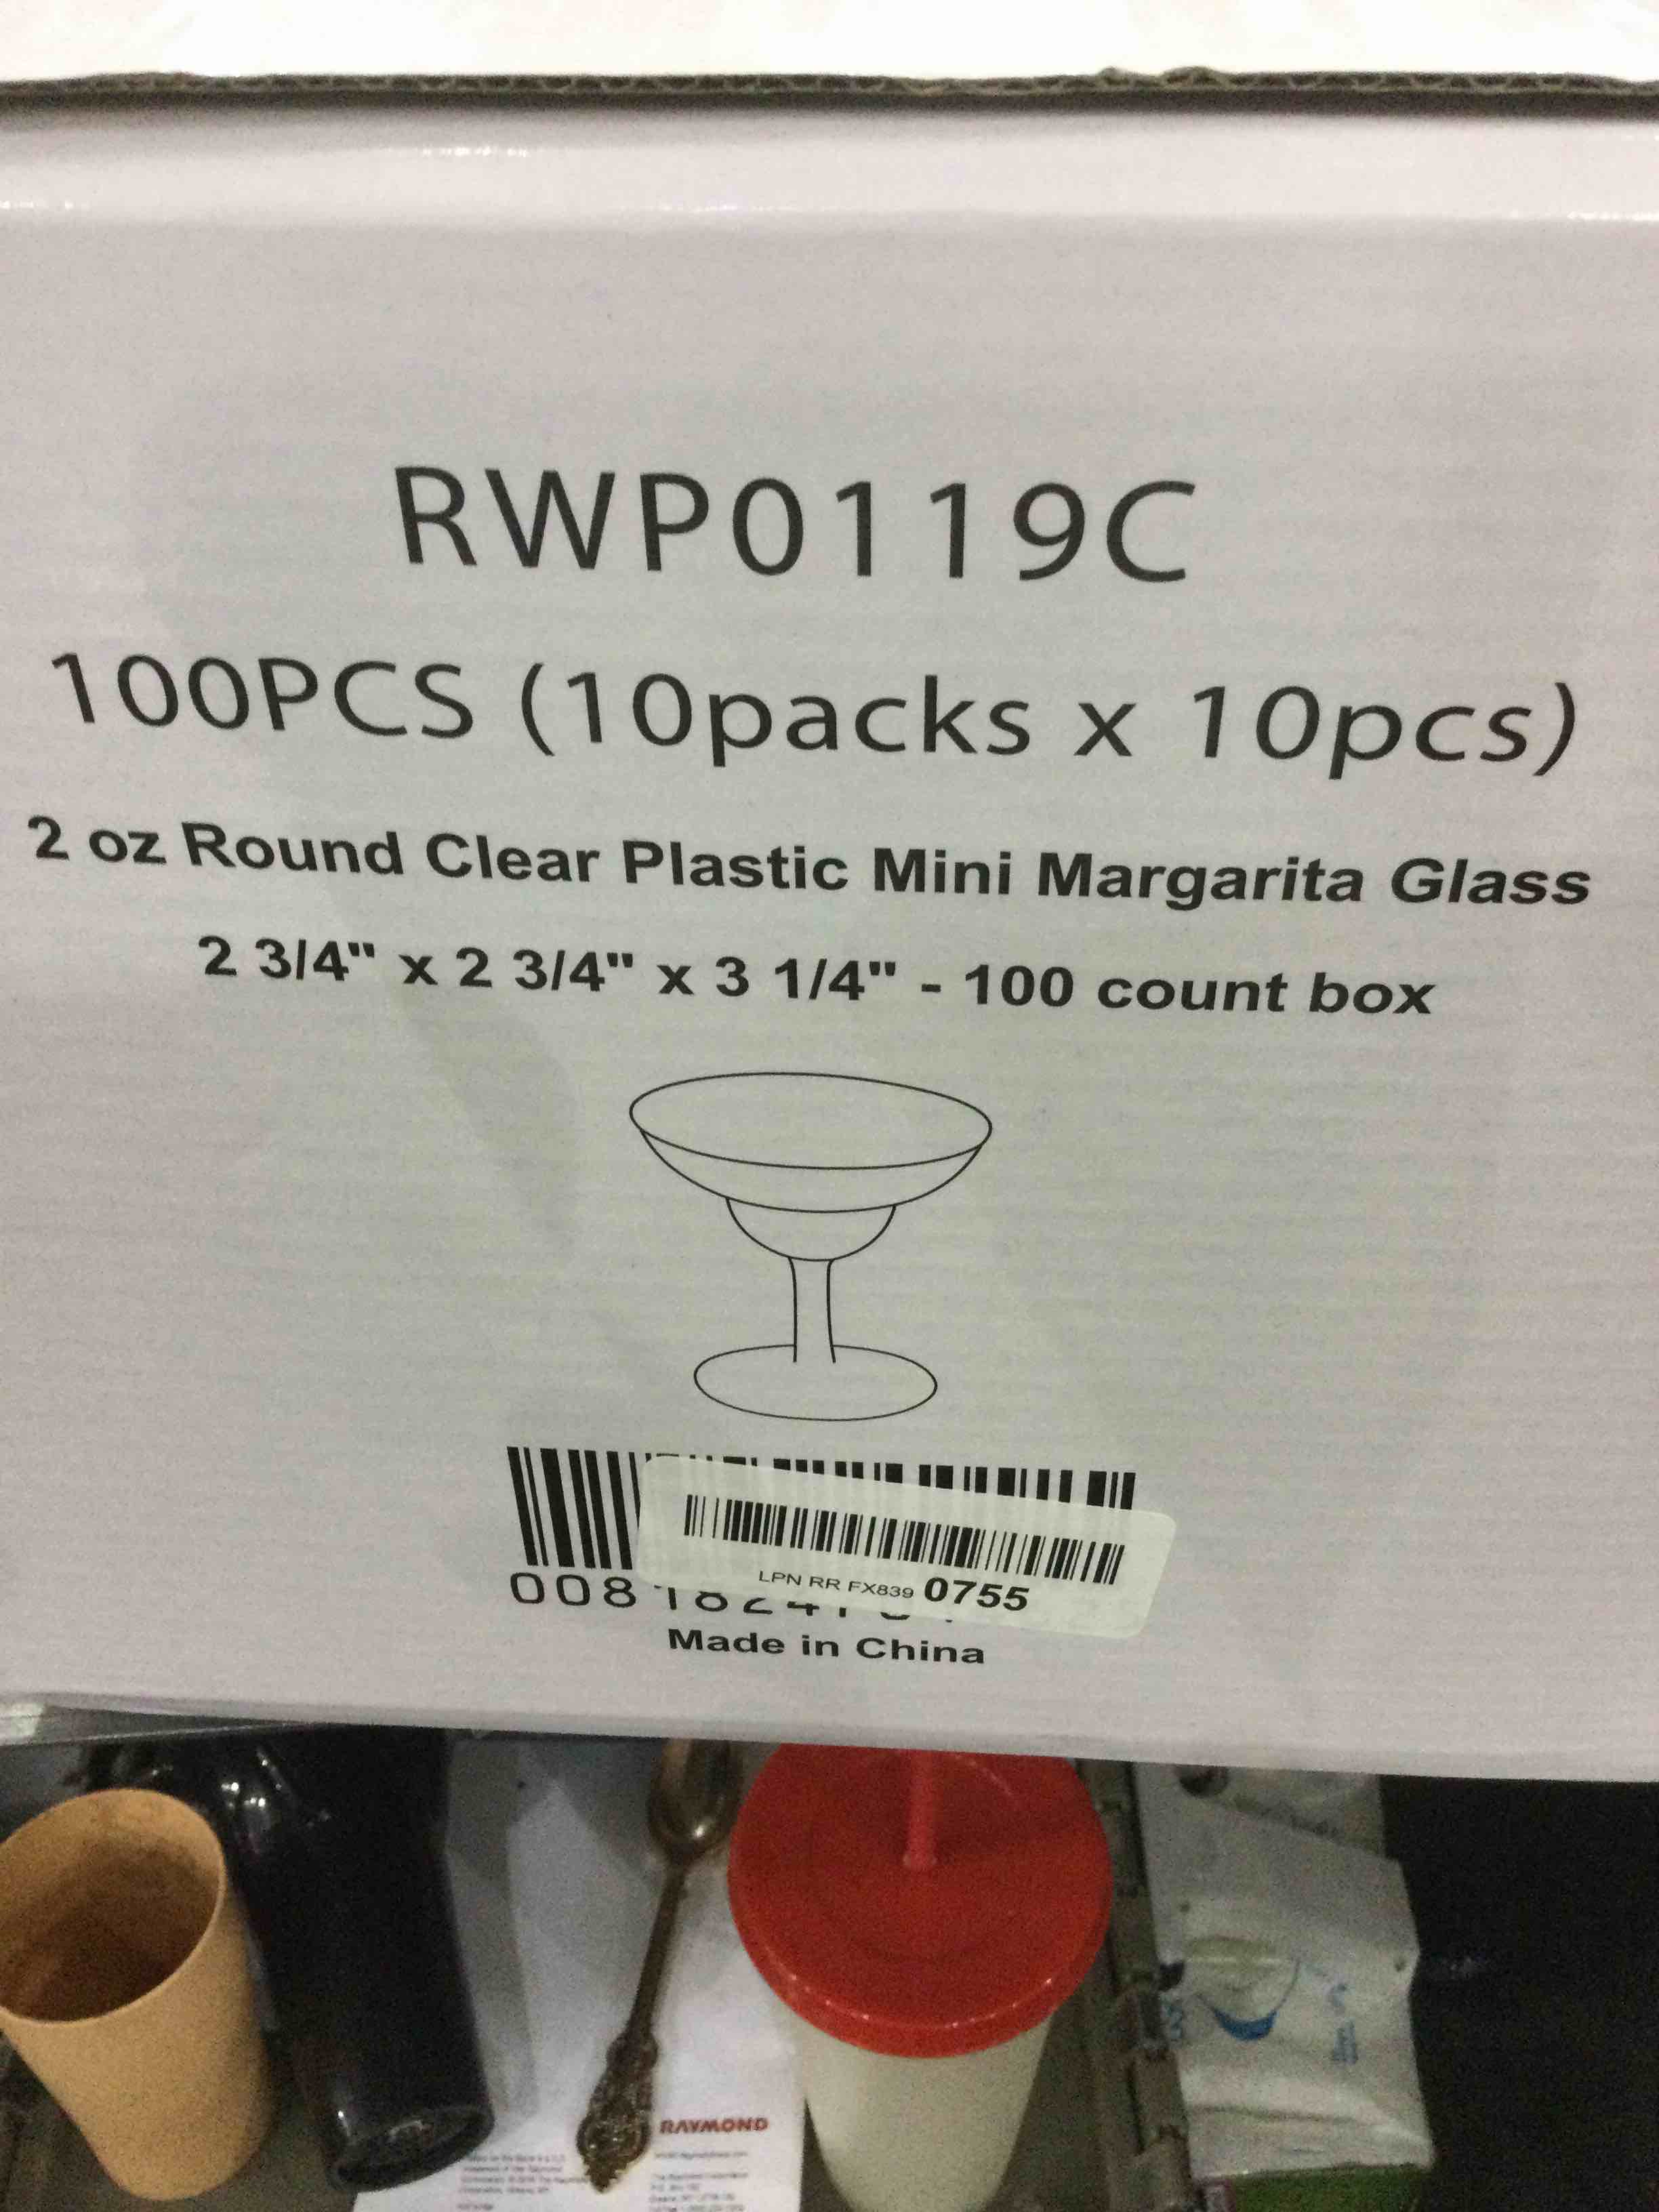 RWP0119C
100PCS (10packs x 10pcs)
2 oz Round Clear Plastic Mini Margarita Glass
2 3/4" x 2 3/4" x 3 1/4" - 100 count box
LPN RR FX839 0755
008
Made in China
RAYMOND